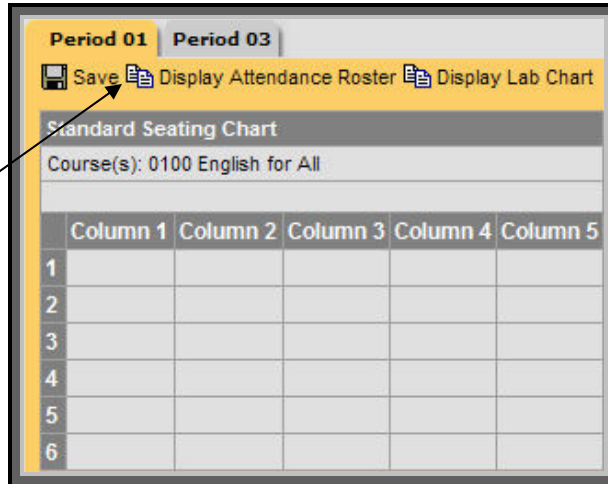 Period 01 Period 03
Save Display Attendance Roster Display Lab Chart
Standard Seating Chart
Course(s): 0100 English for All
Column 1 Column 2 Column 3 Column 4 Column 5
1
2
3
4
5
6